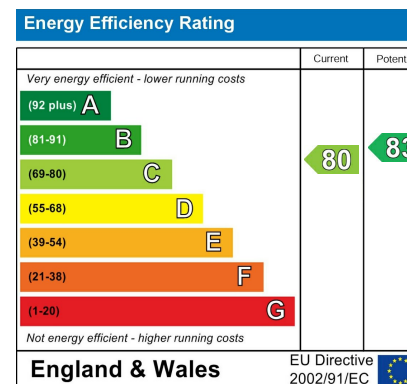 Energy Efficiency Rating
Current Potent
Very energy efficient - lower running costs
(92 plus) A
(81-91) B
(69-80) C
(55-68) D
(39-54) E
(21-38) F
(1-20) G
80
83
Not energy efficient - higher running costs
England & Wales
EU Directive
2002/91/EC